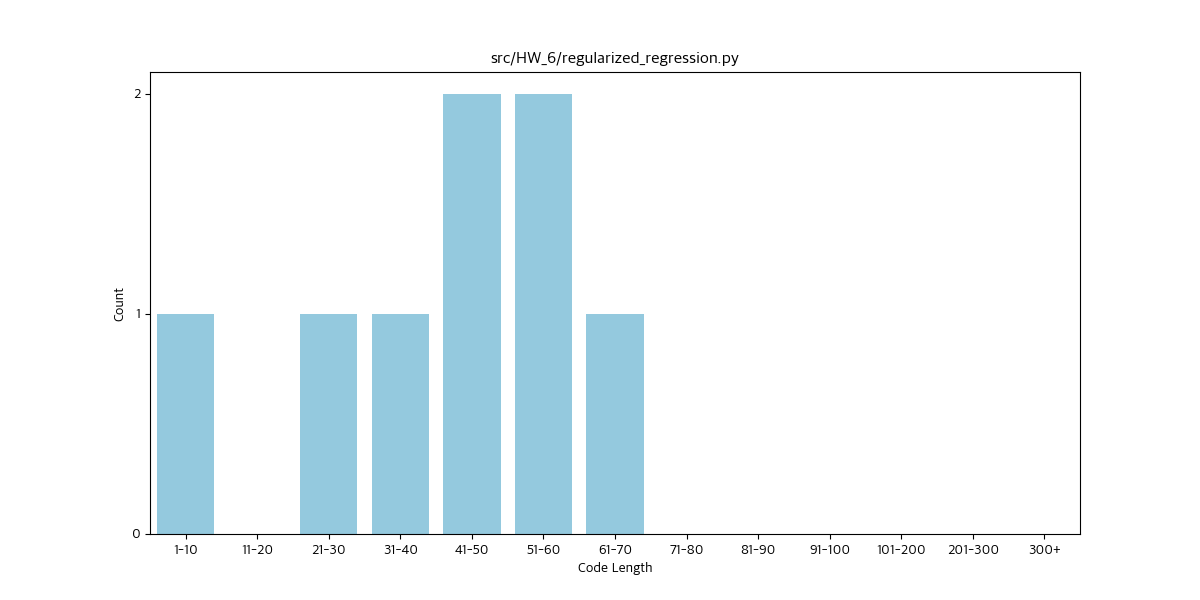 src/HW_6/regularized_regression.py
2
1
0
Count
1-10 11-20 21-30 31-40 41-50 51-60 61-70 71-80 81-90 91-100 101-200 201-300 300+
Code Length